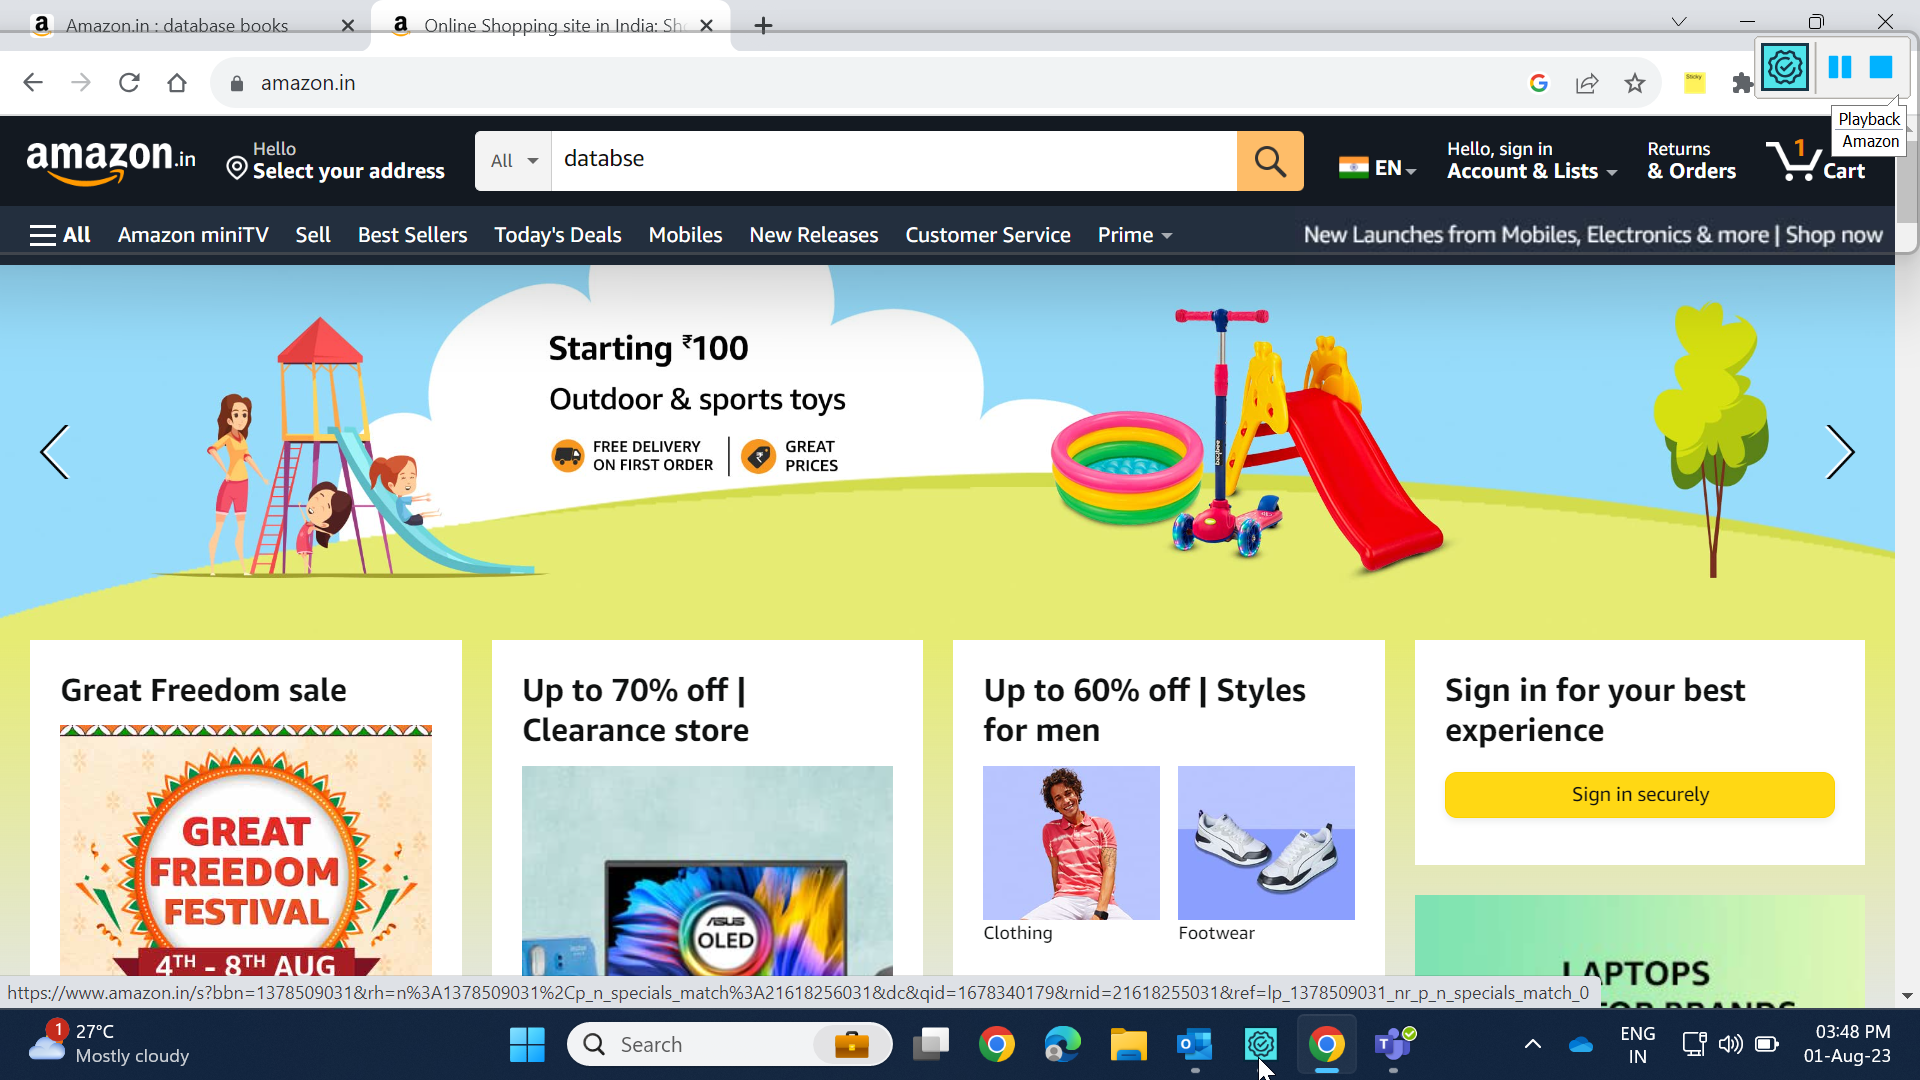 Amazon.in : database books
Online Shopping site in India: Sh
amazon.in
Sticky
Playback
Amazon
amazon.in
Hello
Select your address
All
databse
EN
Hello, sign in
Account & Lists
Returns
& Orders
1
Cart
All
Amazon miniTV
Sell
Best Sellers
Today's Deals
Mobiles
New Releases
Customer Service
Prime
New Launches from Mobiles, Electronics & more | Shop now
Starting ₹100
Outdoor & sports toys
FREE DELIVERY
ON FIRST ORDER
GREAT
PRICES
Great Freedom sale
GREAT
FREEDOM
FESTIVAL
4TH - 8TH AUG
Up to 70% off |
Clearance store
ASUS
OLED
Up to 60% off | Styles
for men
Clothing
Footwear
Sign in for your best
experience
Sign in securely
LAPTOPS
FOR BRANDS
https://www.amazon.in/s?bbn=1378509031&rh=n%3A1378509031%2Cp_n_specials_match%3A21618256031&dc&qid=1678340179&rnid=21618255031&ref=lp_1378509031_nr_p_n_specials_match_0
1
27°C
Mostly cloudy
Search
ENG
IN
03:48 PM
01-Aug-23